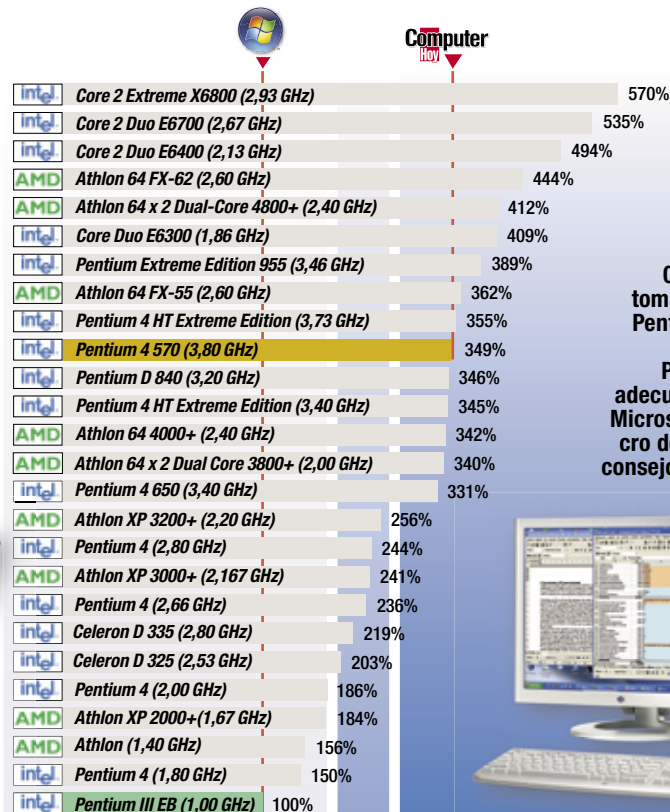 Computer
Hoy
intel. Core 2 Extreme X6800 (2,93 GHz) 570%
intel. Core 2 Duo E6700 (2,67 GHz) 535%
intel. Core 2 Duo E6400 (2,13 GHz) 494%
AMD Athlon 64 FX-62 (2,60 GHz) 444%
AMD Athlon 64 x 2 Dual-Core 4800+ (2,40 GHz) 412%
intel. Core Duo E6300 (1,86 GHz) 409%
intel. Pentium Extreme Edition 955 (3,46 GHz) 389%
AMD Athlon 64 FX-55 (2,60 GHz) 362%
intel. Pentium 4 HT Extreme Edition (3,73 GHz) 355%
intel. Pentium 4 570 (3,80 GHz) 349%
intel. Pentium D 840 (3,20 GHz) 346%
intel. Pentium 4 HT Extreme Edition (3,40 GHz) 345%
AMD Athlon 64 4000+ (2,40 GHz) 342%
AMD Athlon 64 x 2 Dual Core 3800+ (2,00 GHz) 340%
intel. Pentium 4 650 (3,40 GHz) 331%
AMD Athlon XP 3200+ (2,20 GHz) 256%
intel. Pentium 4 (2,80 GHz) 244%
AMD Athlon XP 3000+ (2,167 GHz) 241%
intel. Pentium 4 (2,66 GHz) 236%
intel. Celeron D 335 (2,80 GHz) 219%
intel. Celeron D 325 (2,53 GHz) 203%
intel. Pentium 4 (2,00 GHz) 186%
AMD Athlon XP 2000+(1,67 GHz) 184%
AMD Athlon (1,40 GHz) 156%
intel. Pentium 4 (1,80 GHz) 150%
intel. Pentium III EB (1,00 GHz) 100%
C
toma
Pent
P
adecu
Micros
cro d
consejo